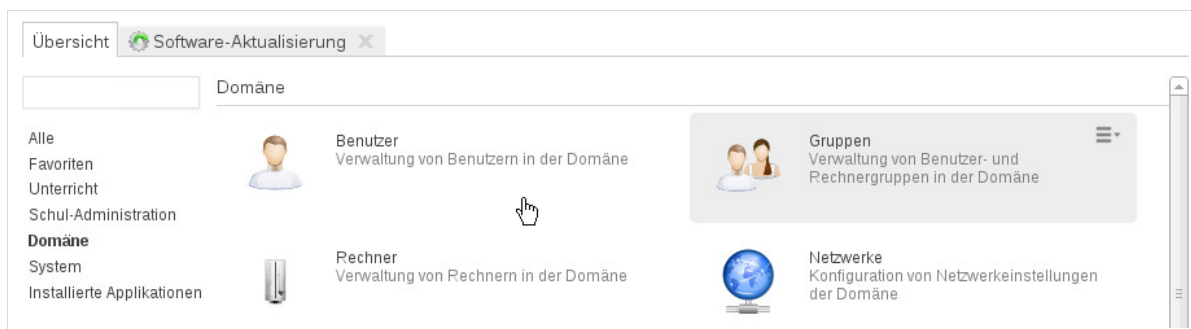 Übersicht
Software-Aktualisierung
Domäne
Alle
Favoriten
Unterricht
Schul-Administration
Domäne
System
Installierte Applikationen
Benutzer
Verwaltung von Benutzern in der Domäne
Gruppen
Verwaltung von Benutzer- und
Rechnergruppen in der Domäne
Rechner
Verwaltung von Rechnern in der Domäne
Netzwerke
Konfiguration von Netzwerkeinstellungen
der Domäne